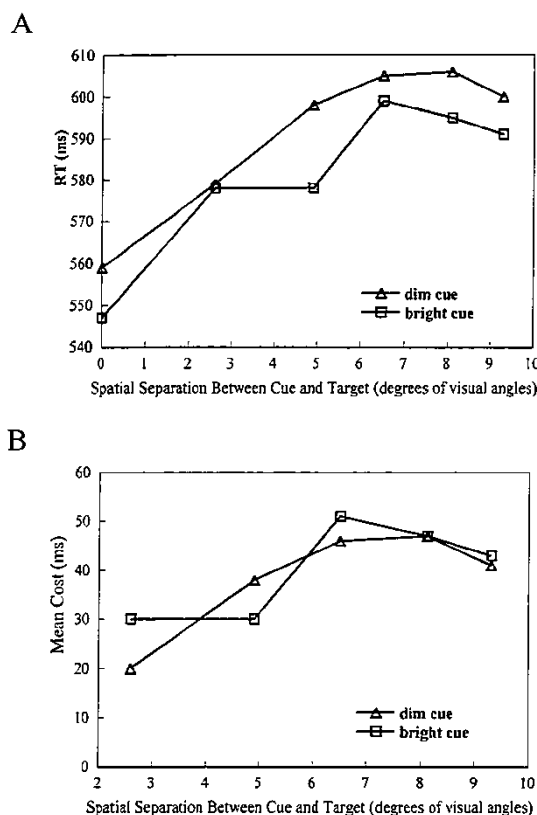 A
610
600
590
580
570
560
550
540
RT (ms)
dim cue
bright cue
0 1 2 3 4 5 6 7 8 9 10
Spatial Separation Between Cue and Target (degrees of visual angles)
B
60
50
40
30
20
10
0
Mean Cost (ms)
dim cue
bright cue
2 3 4 5 6 7 8 9 10
Spatial Separation Between Cue and Target (degrees of visual angles)